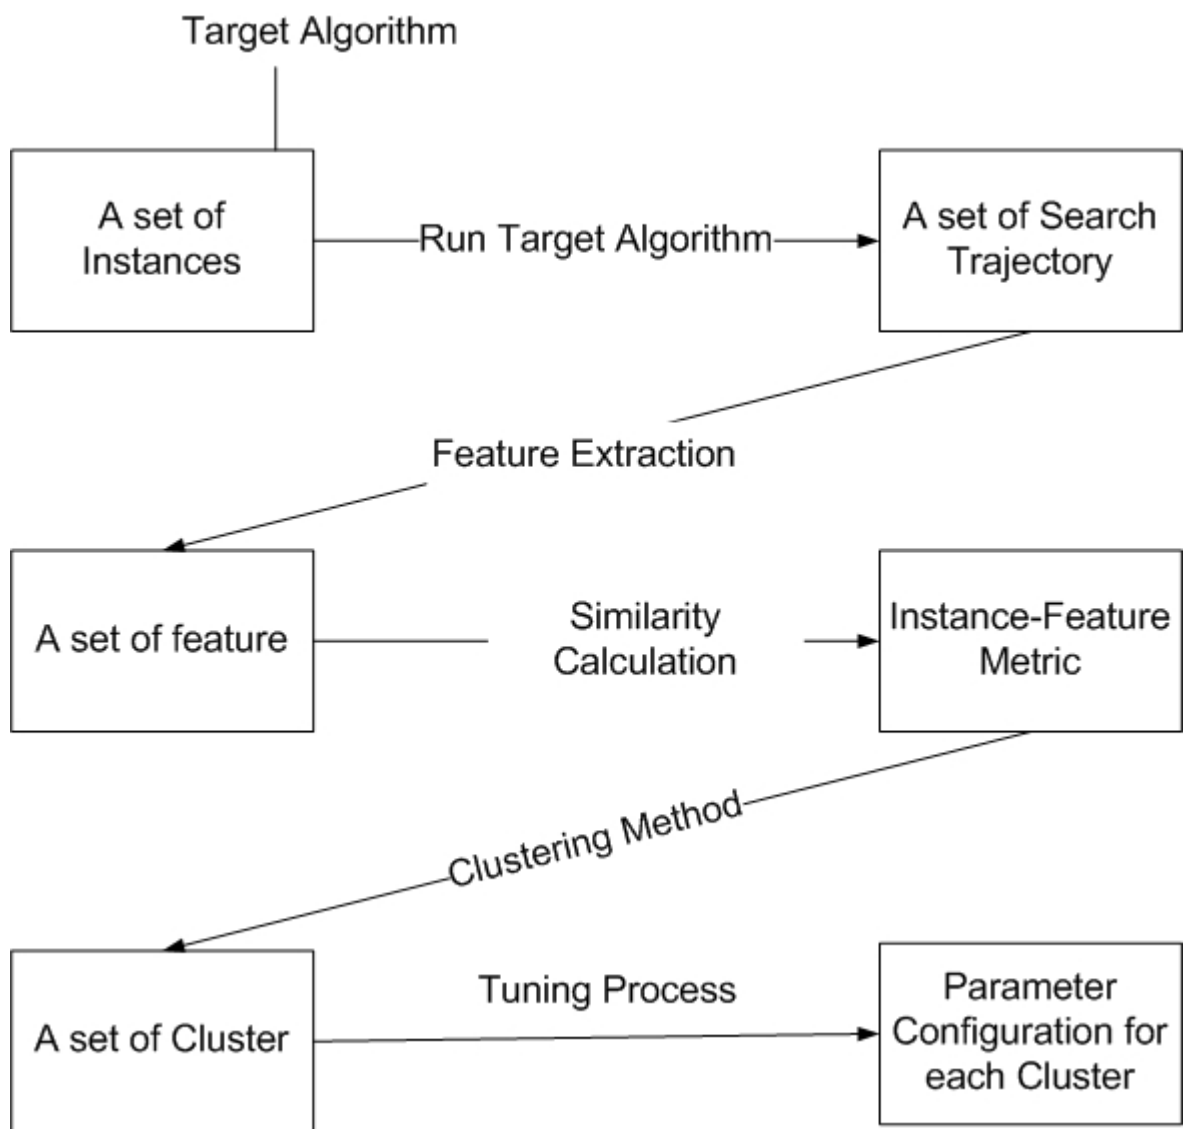 Target Algorithm
A set of
Instances
Run Target Algorithm
A set of Search
Trajectory
Feature Extraction
A set of feature
Similarity
Calculation
Instance-Feature
Metric
Clustering Method
A set of Cluster
Tuning Process
Parameter
Configuration for
each Cluster